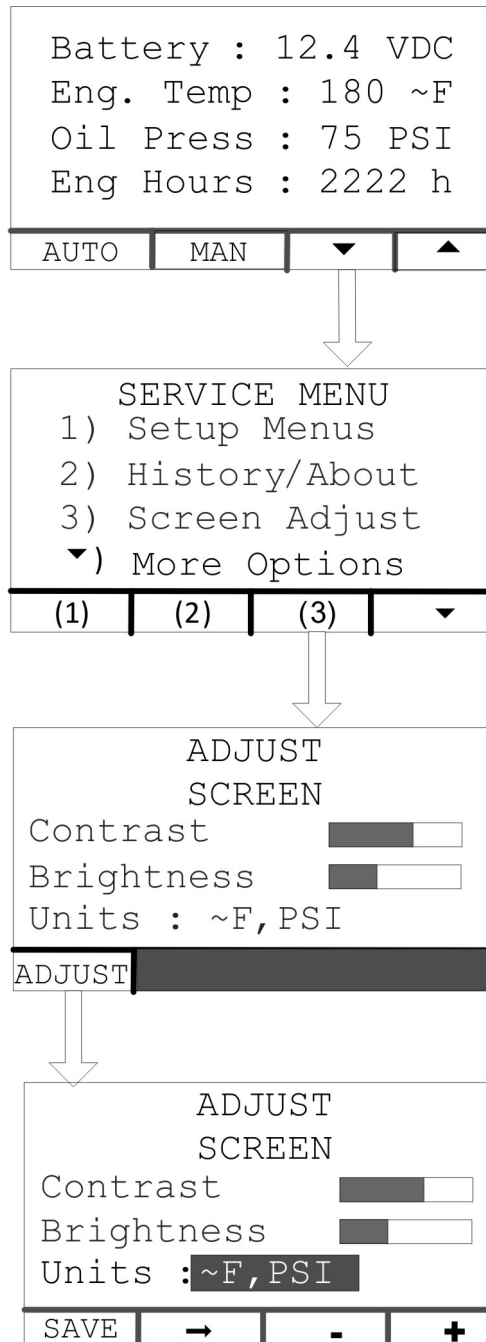 Battery : 12.4 VDC
Eng. Temp : 180 ~F
Oil Press : 75 PSI
Eng Hours : 2222 h
AUTO MAN ▼ ▲
SERVICE MENU
1) Setup Menus
2) History/About
3) Screen Adjust
▼) More Options
(1) (2) (3) ▼
ADJUST
SCREEN
Contrast
Brightness
Units : ~F,PSI
ADJUST
ADJUST
SCREEN
Contrast
Brightness
Units :~F,PSI
SAVE → - +